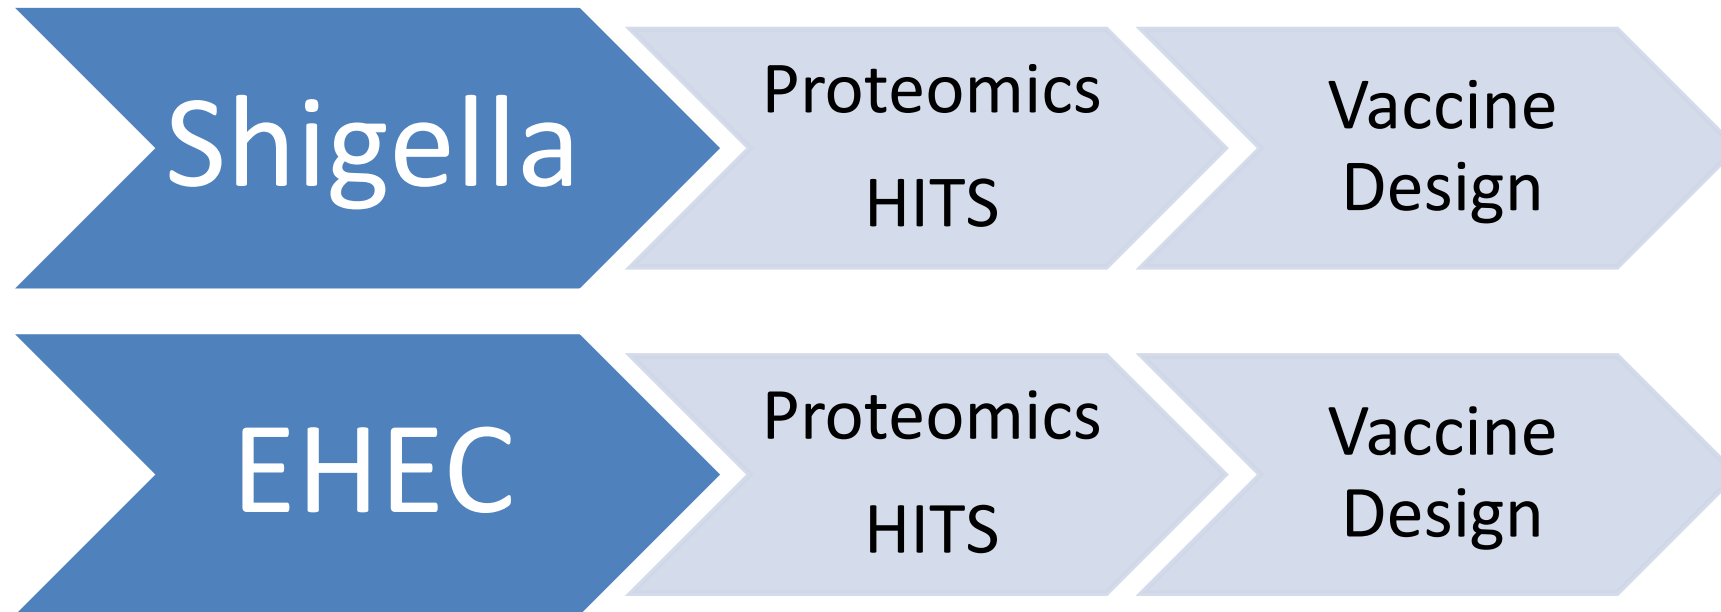 Shigella
Proteomics
HITS
Vaccine
Design
EHEC
Proteomics
HITS
Vaccine
Design